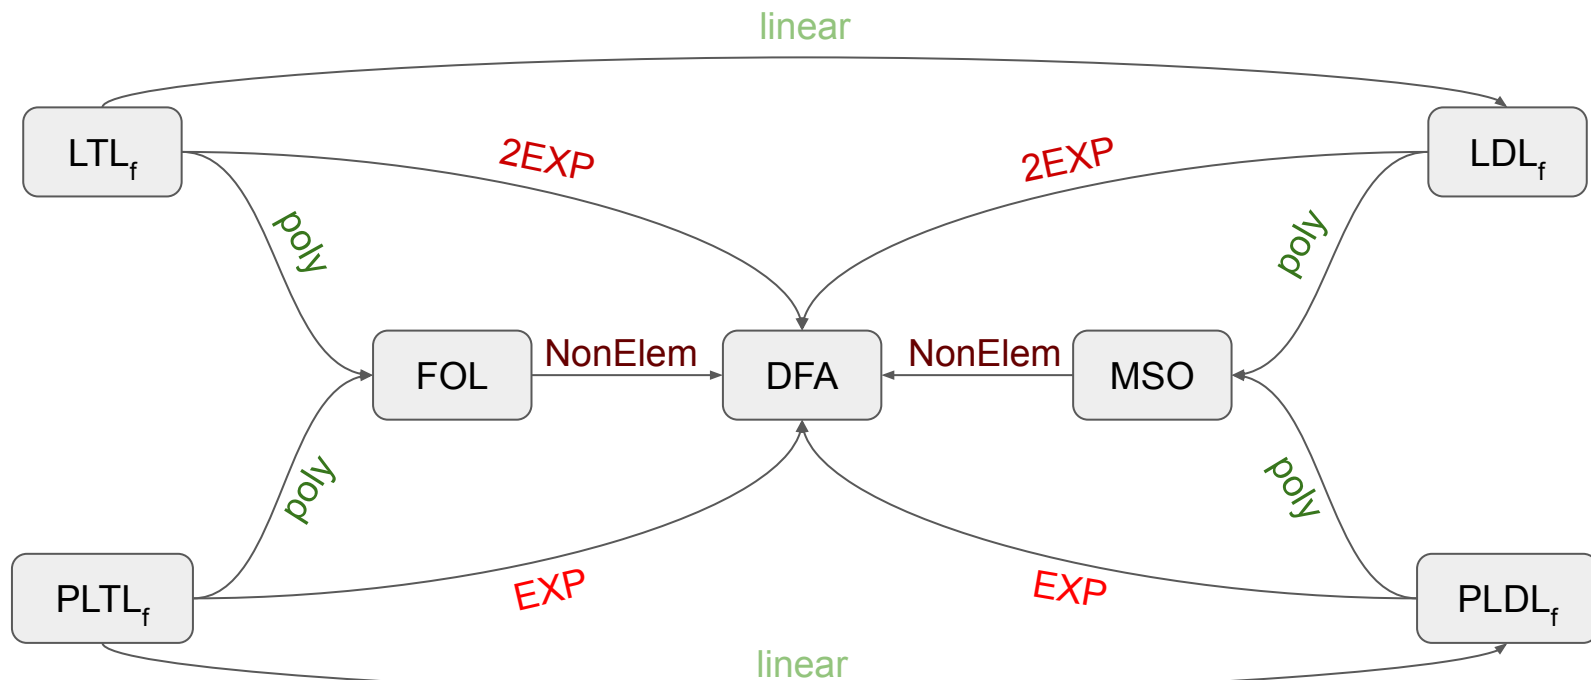 linear
LTLf
2EXP
2EXP
LDLf
poly
poly
FOL
NonElem
DFA
NonElem
MSO
poly
poly
PLTLf
EXP
EXP
PLDLf
linear